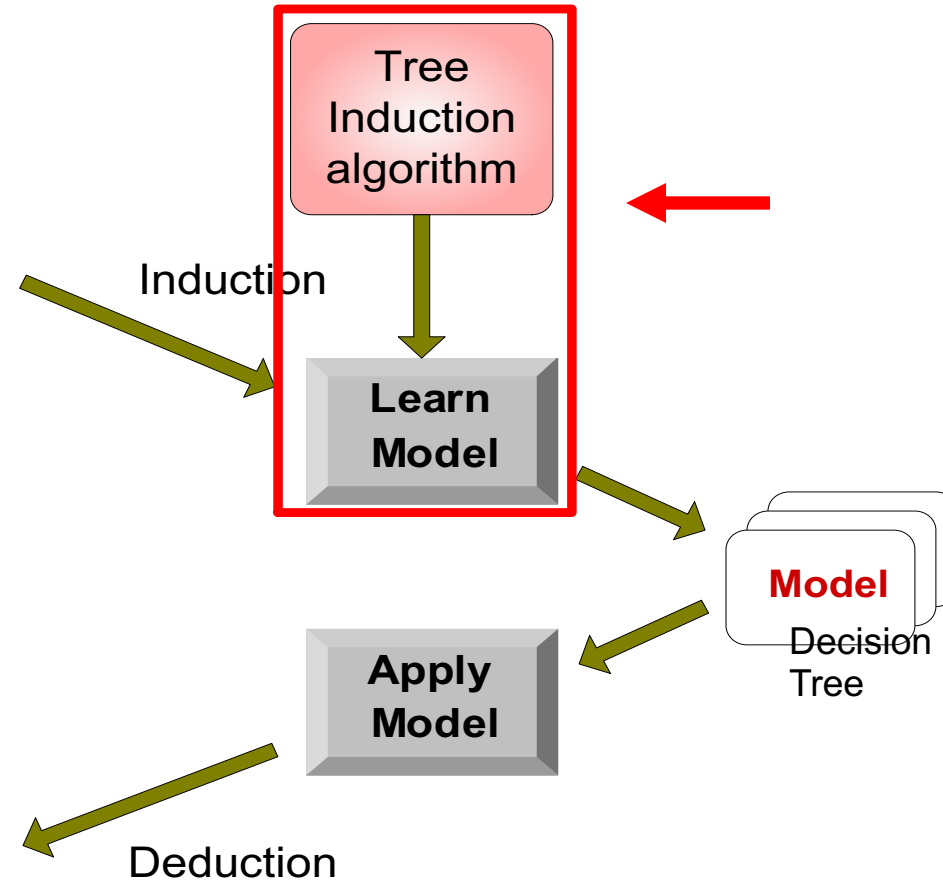 Tree
Induction
algorithm
Induction
Learn
Model
Model
Decision
Tree
Apply
Model
Deduction